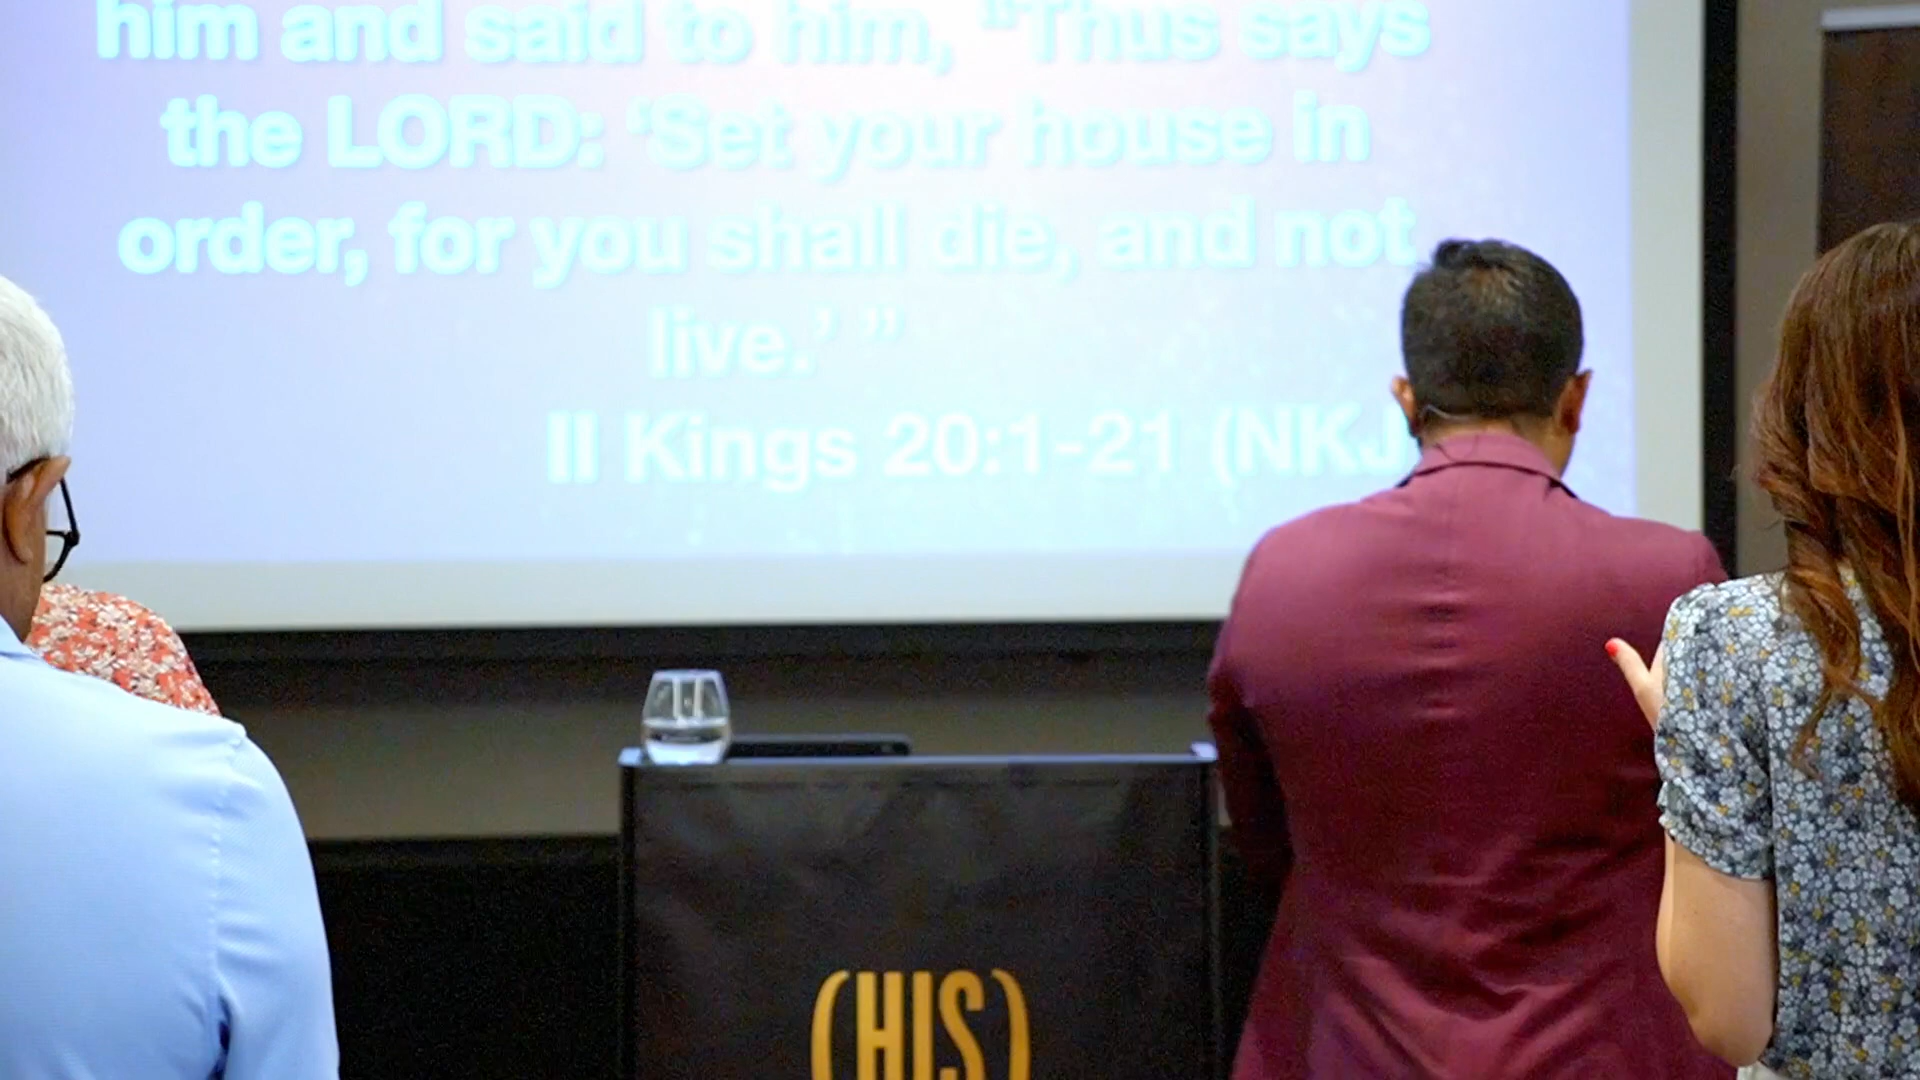 him and said to him, “Thus says
the LORD: ‘Set your house in
order, for you shall die, and not
live.’ ”
II Kings 20:1-21 (NKJ
(HIS)